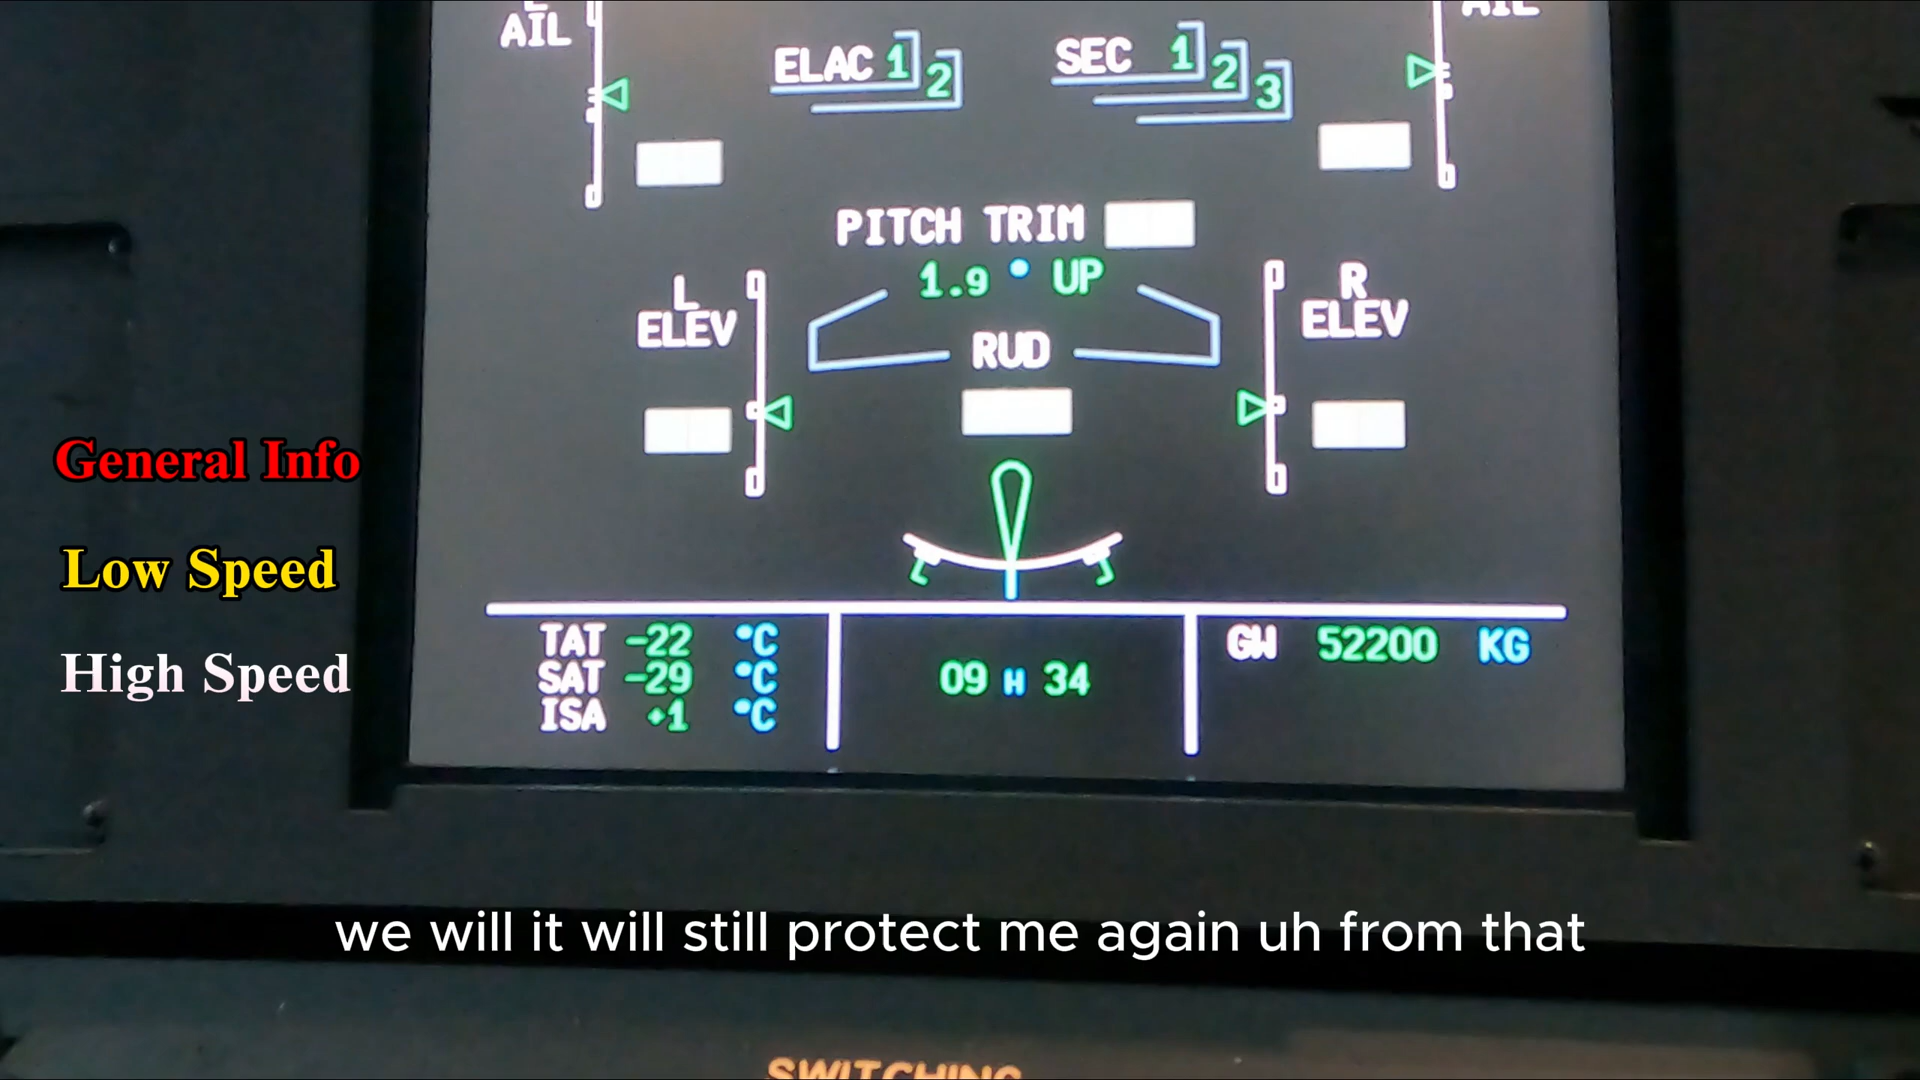 L
AIL
AIL
ELAC 1 2
SEC 1 2 3
PITCH TRIM
1.9 ° UP
L
ELEV
R
ELEV
RUD
General Info
Low Speed
High Speed
TAT -22 °C
SAT -29 °C
ISA +1 °C
09 H 34
GW 52200 KG
we will it will still protect me again uh from that
SWITCHING